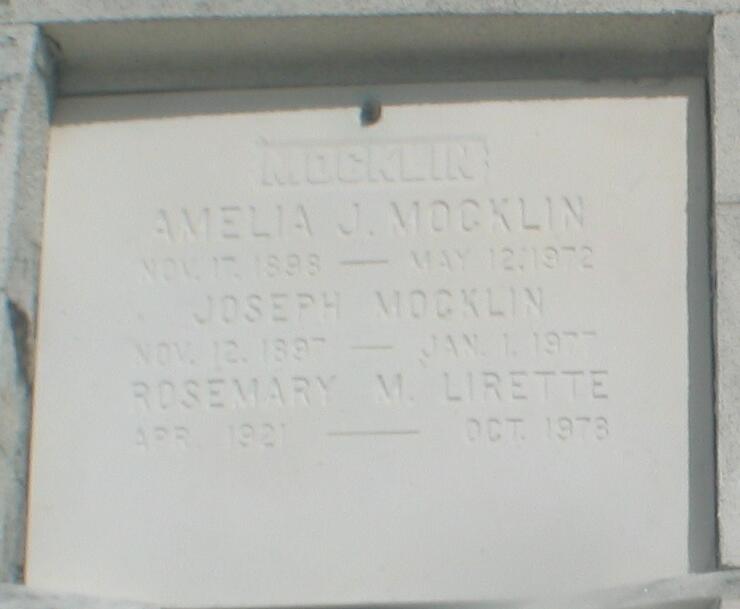 MOCKLIN
AMELIA J. MOCKLIN
NOV. 17. 1898 — MAY 12. 1972
JOSEPH MOCKLIN
NOV. 12. 1897 — JAN. 1. 1977
ROSEMARY M. LIRETTE
APR. 1921 — OCT. 1978